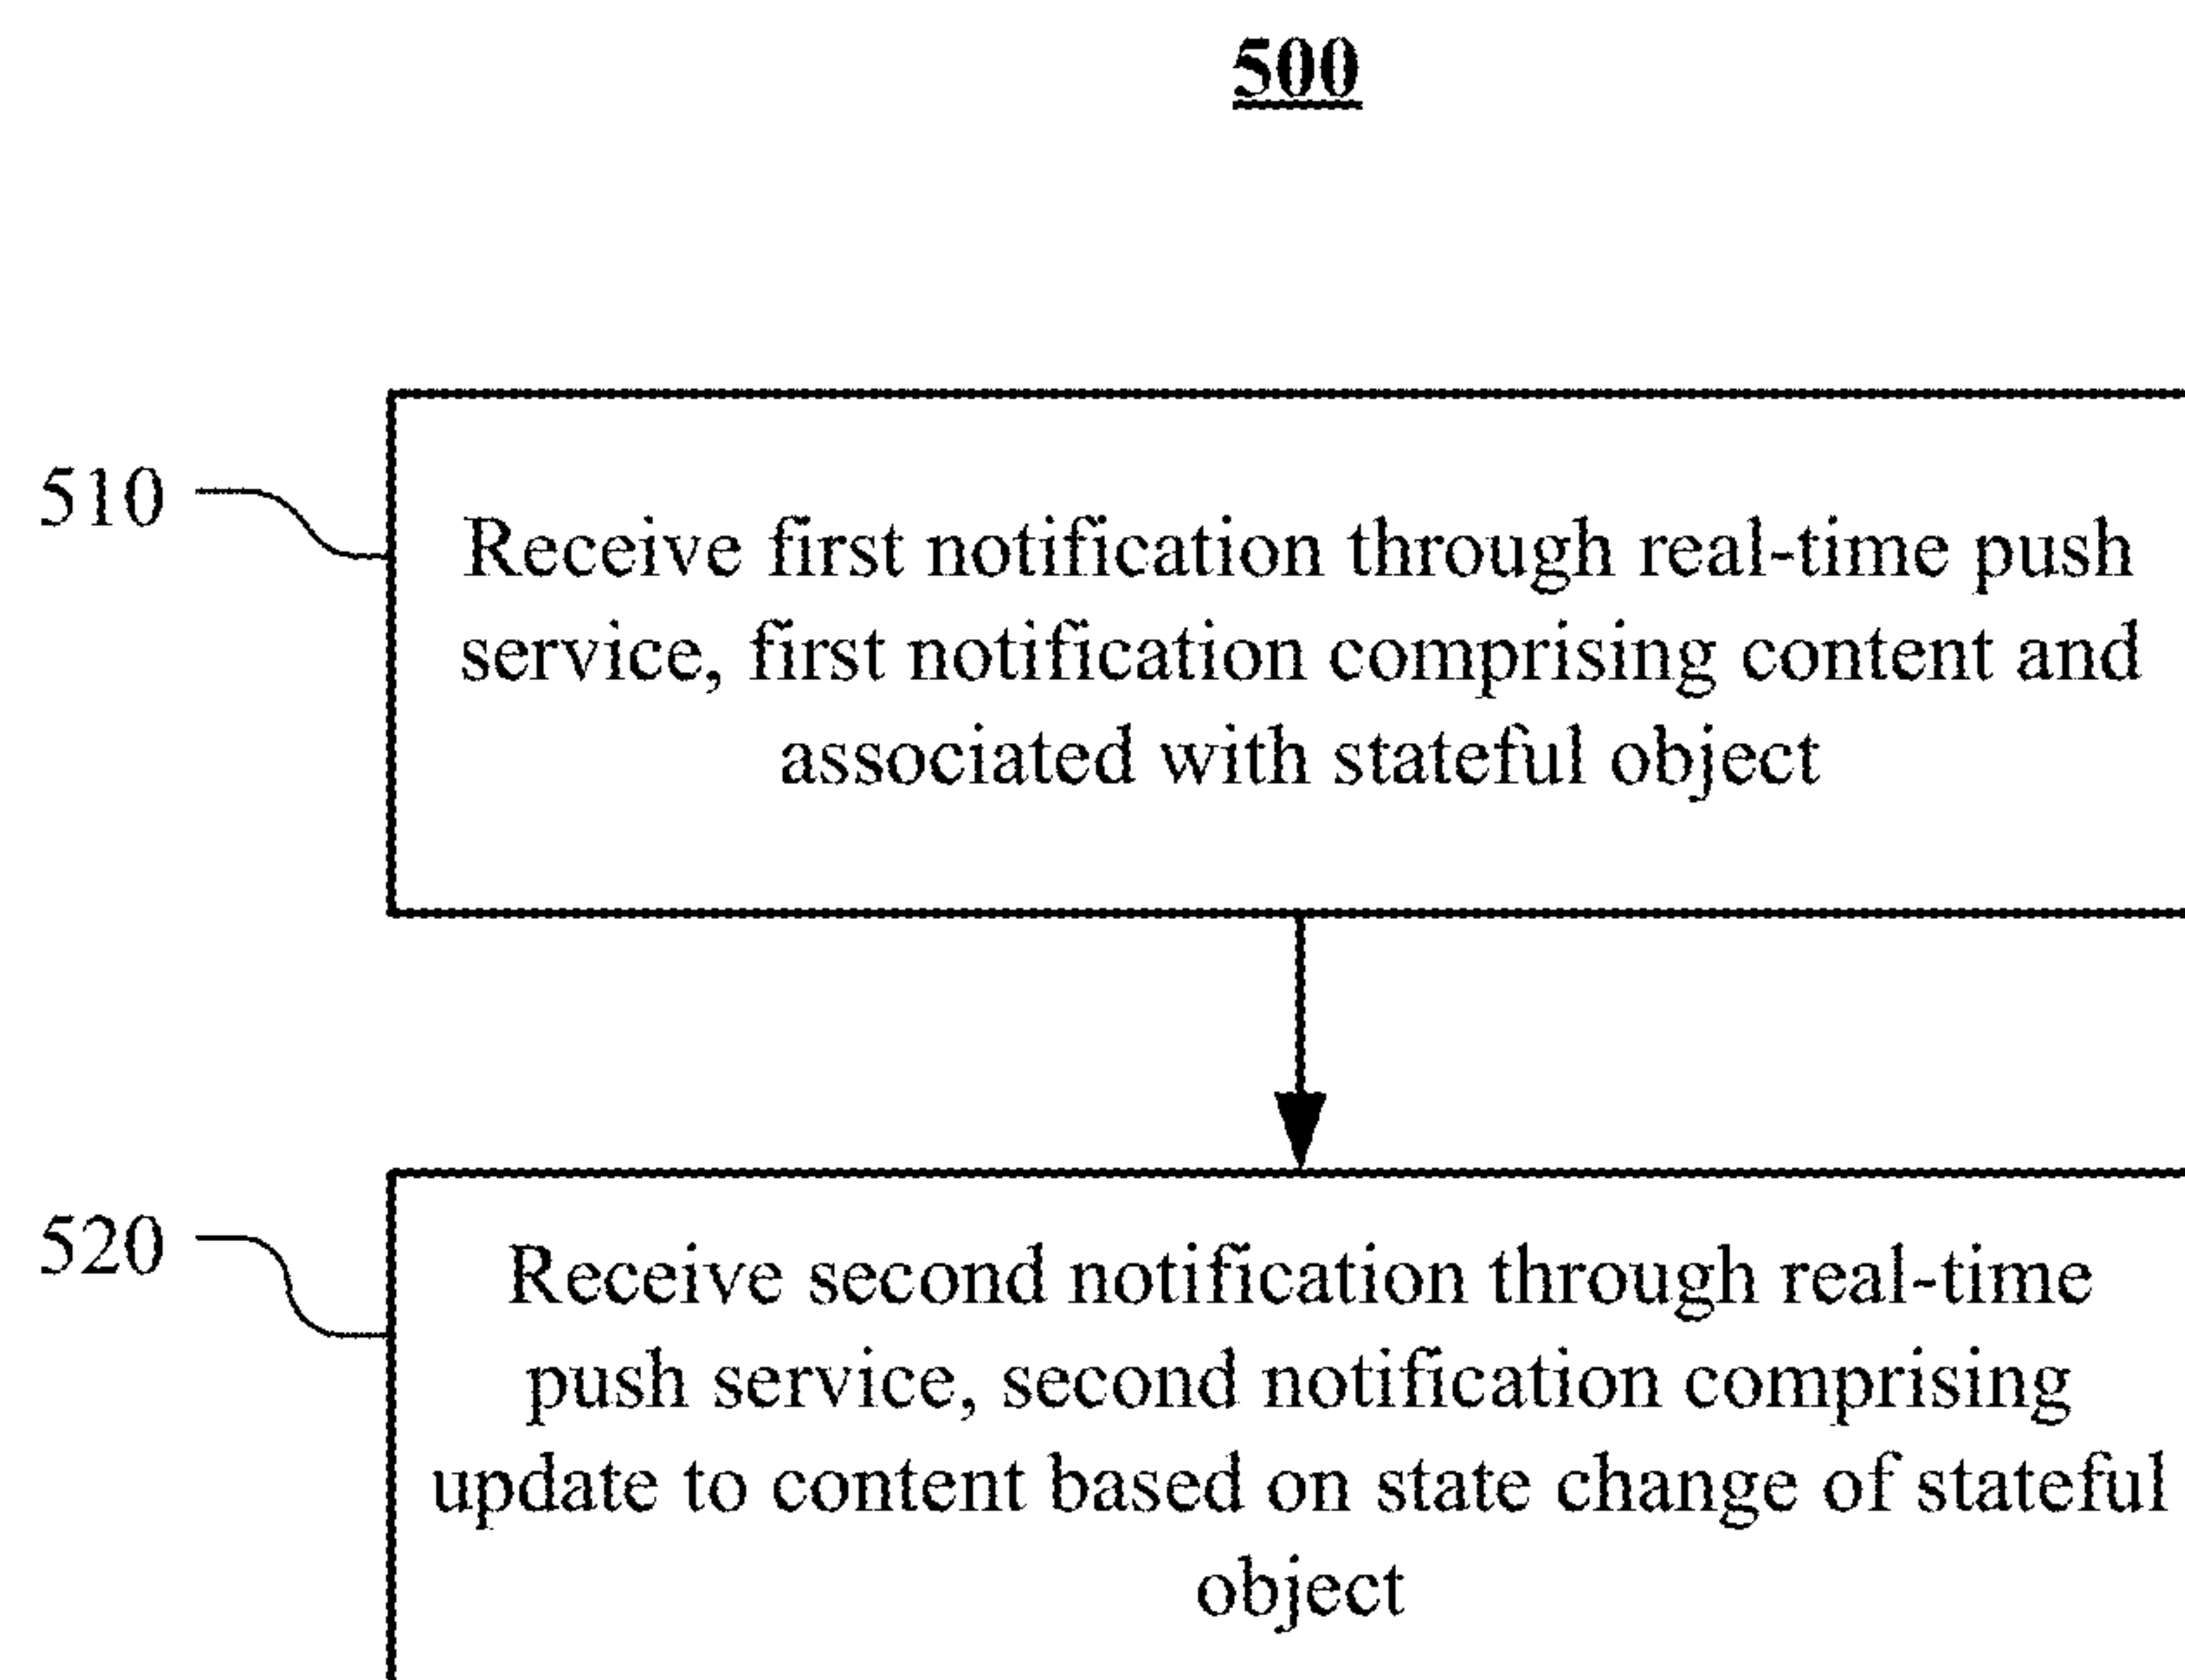 500
510
Receive first notification through real-time push
service, first notification comprising content and
associated with stateful object
520
Receive second notification through real-time
push service, second notification comprising
update to content based on state change of stateful
object